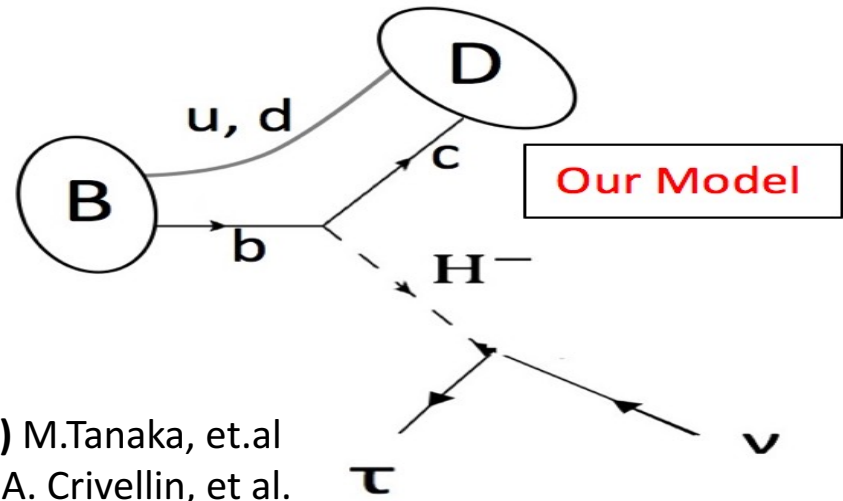 D
u, d
c
Our Model
B
b
H⁻
) M.Tanaka, et.al
τ
ν
A. Crivellin, et al.